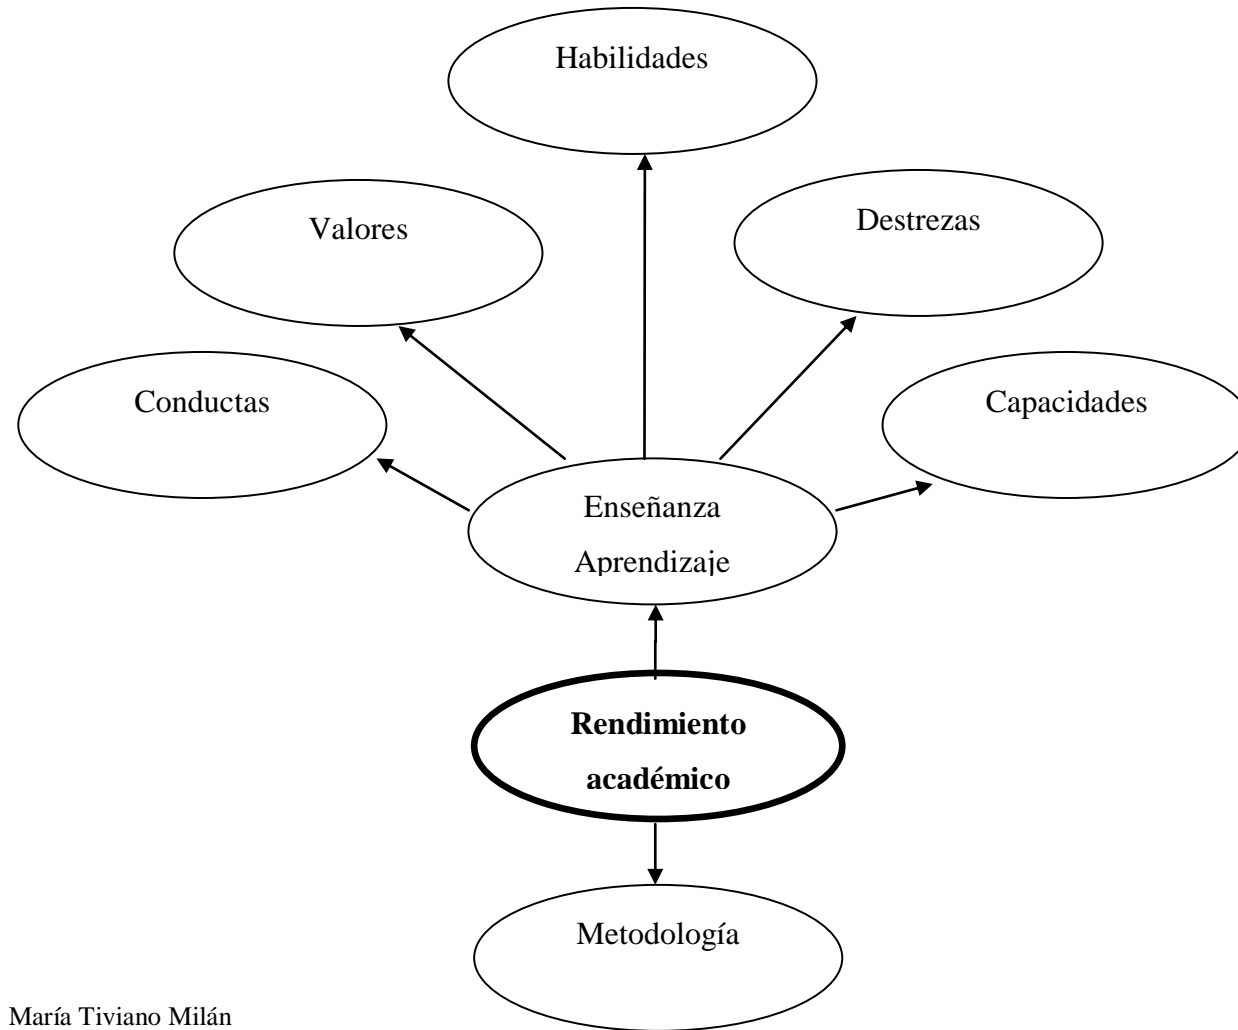 Habilidades
Valores
Destrezas
Conductas
Capacidades
Enseñanza
Aprendizaje
Rendimiento
académico
Metodología
María Tiviano Milán